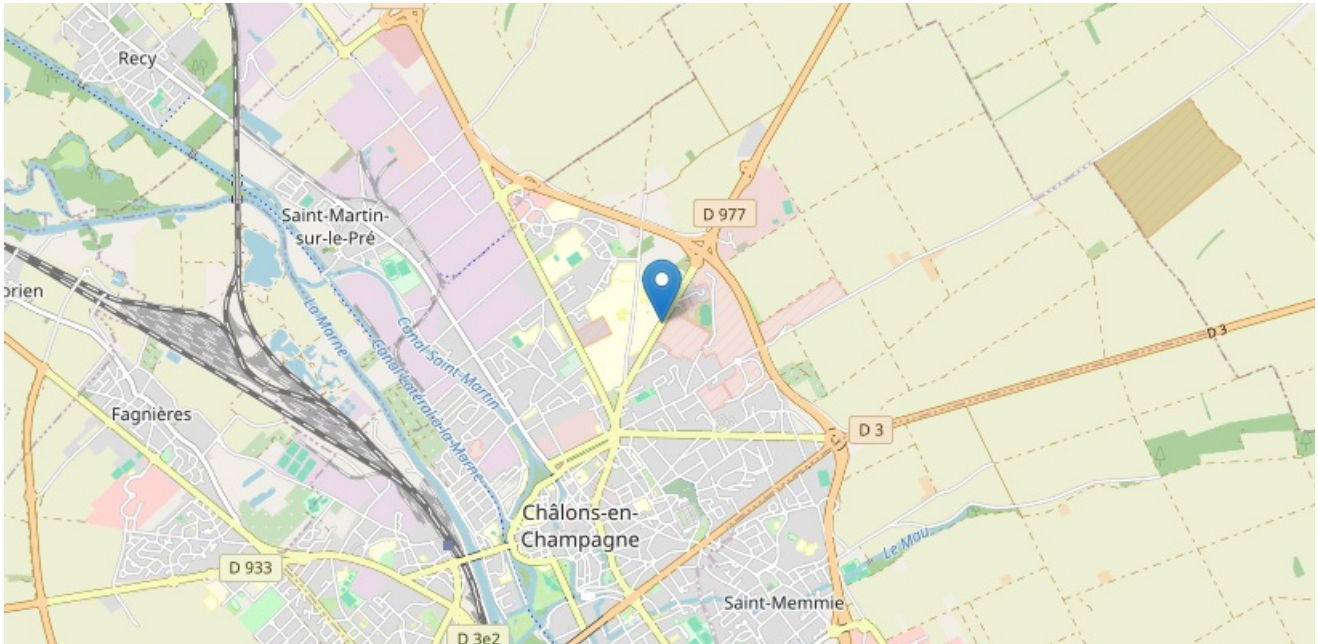 Recy
D 977
Saint-Martin-
sur-le-Pré
orien
La Marne
Canal Saint-Martin
Canal Latéral à la Marne
D 3
Fagnières
D 3
Châlons-en-
Champagne
Le Mau
D 933
Saint-Memmie
D 3e2